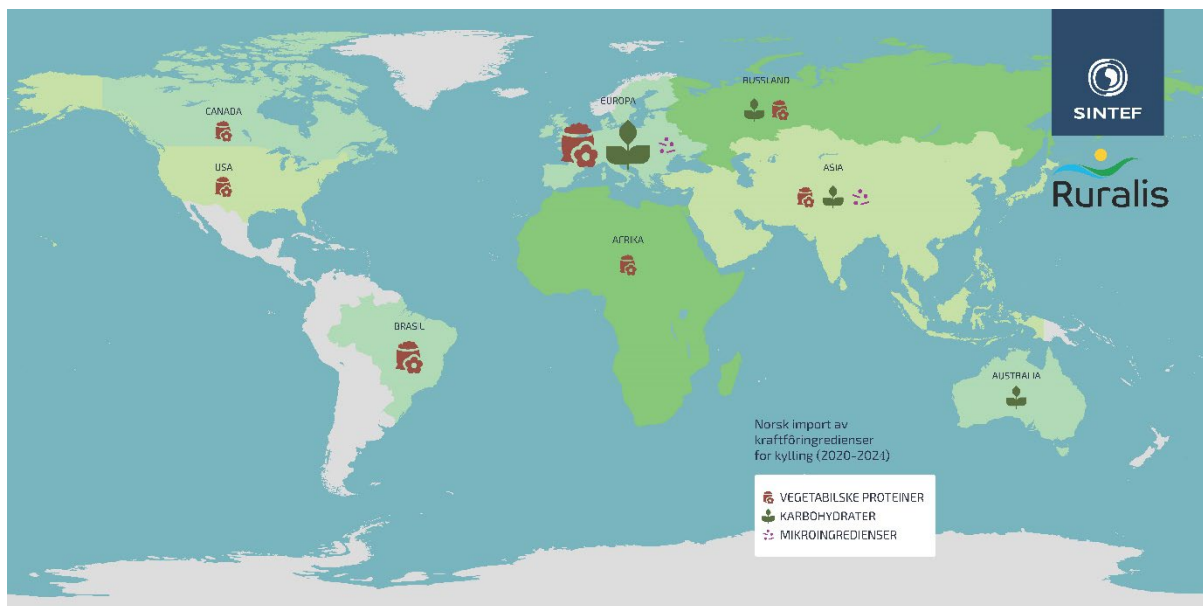 CANADA
USA
BRASIL
EUROPA
AFRIKA
RUSSLAND
ASIA
AUSTRALIA
SINTEF
Ruralis
Norsk import av
kraftfôringredienser
for kylling (2020-2021)
VEGETABILSKE PROTEINER
KARBOHYDRATER
MIKROINGREDIENSER